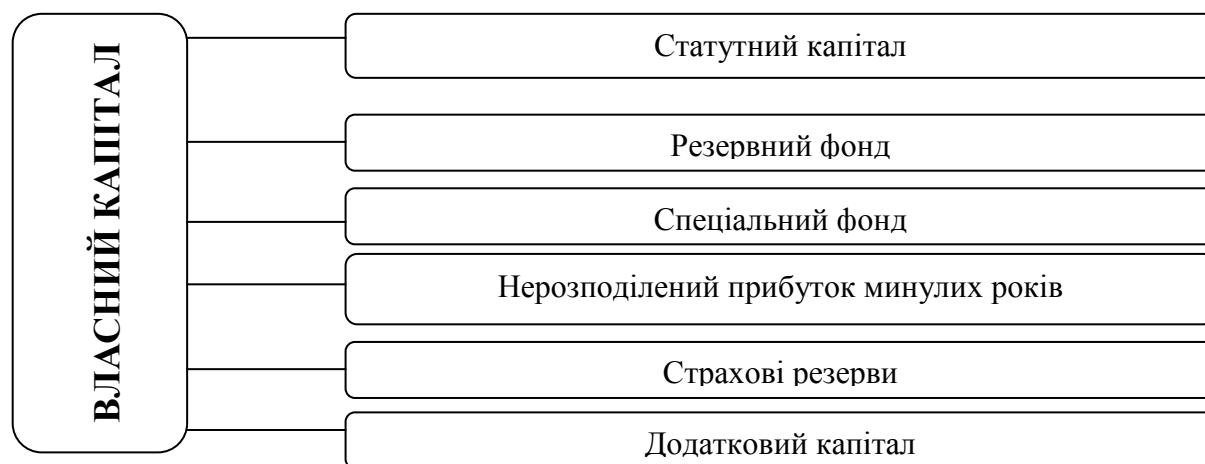 ВЛАСНИЙ КАПІТАЛ
Статутний капітал
Резервний фонд
Спеціальний фонд
Нерозподілений прибуток минулих років
Страхові резерви
Додатковий капітал